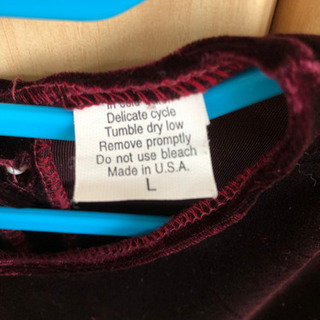 Delicate cycle
Tumble dry low
Remove promptly
Do not use bleach
Made in U.S.A.
L